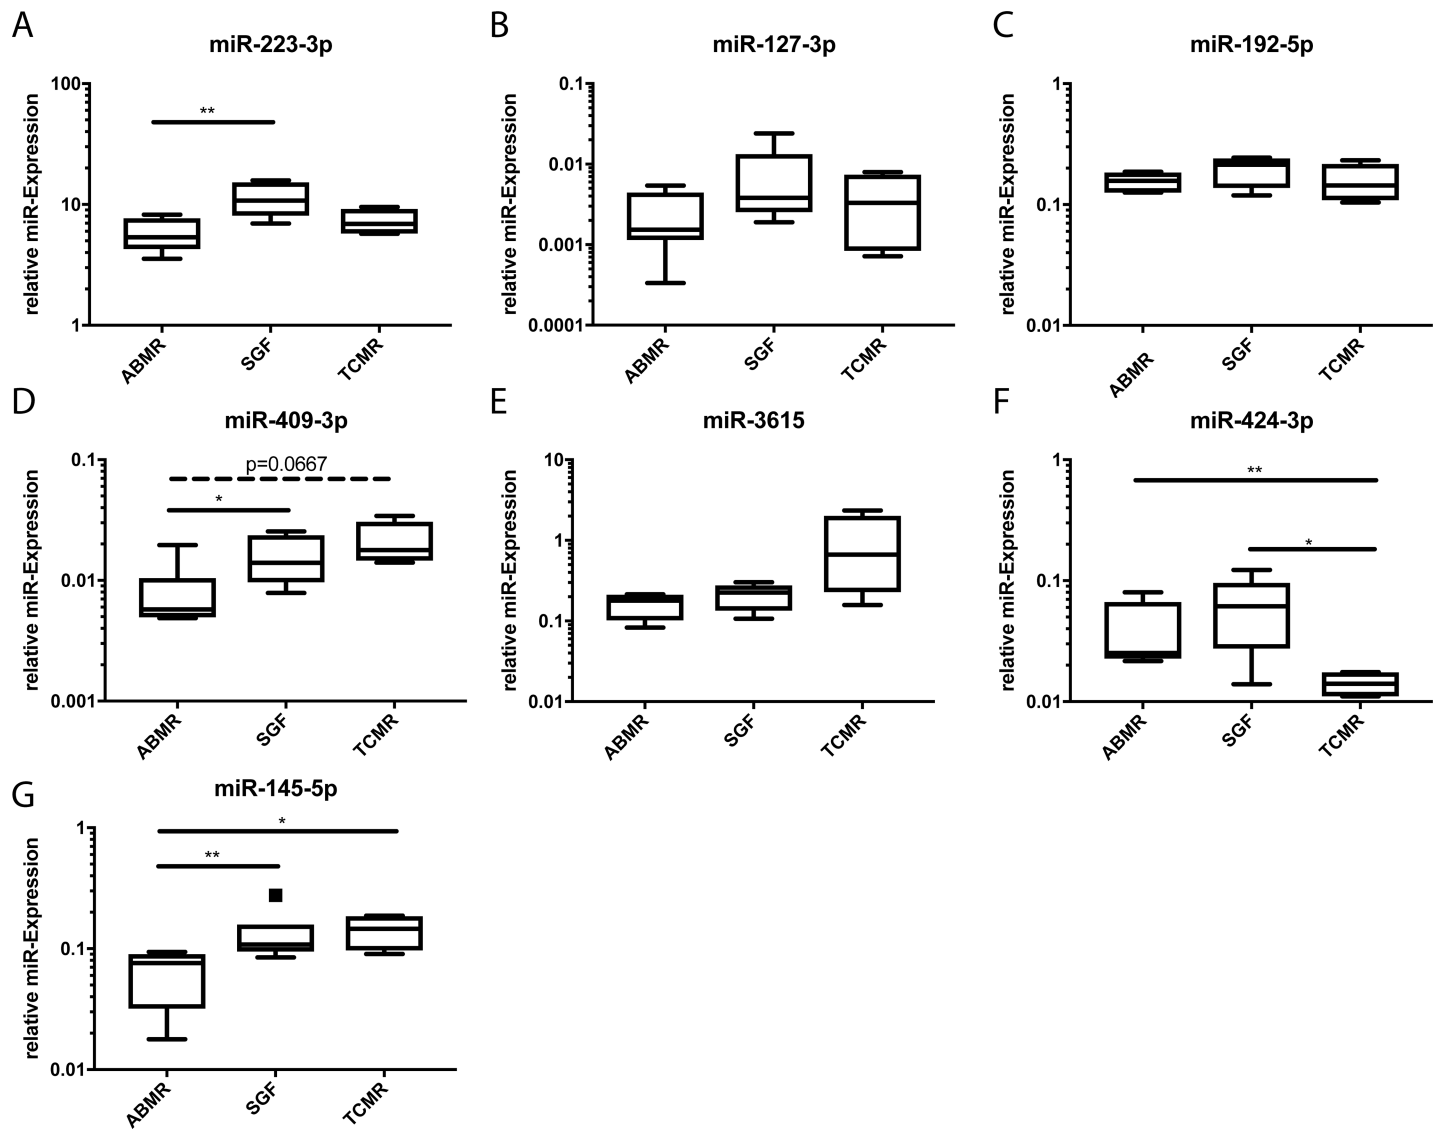 A
miR-223-3p
relative miR-Expression
100
10
1
**
ABMR
SGF
TCMR
B
miR-127-3p
relative miR-Expression
0.1
0.01
0.001
0.0001
ABMR
SGF
TCMR
C
miR-192-5p
relative miR-Expression
1
0.1
0.01
ABMR
SGF
TCMR
D
miR-409-3p
relative miR-Expression
0.1
0.01
0.001
p=0.0667
*
ABMR
SGF
TCMR
E
miR-3615
relative miR-Expression
10
1
0.1
0.01
ABMR
SGF
TCMR
F
miR-424-3p
relative miR-Expression
1
0.1
0.01
**
*
ABMR
SGF
TCMR
G
miR-145-5p
relative miR-Expression
1
0.1
0.01
*
**
ABMR
SGF
TCMR